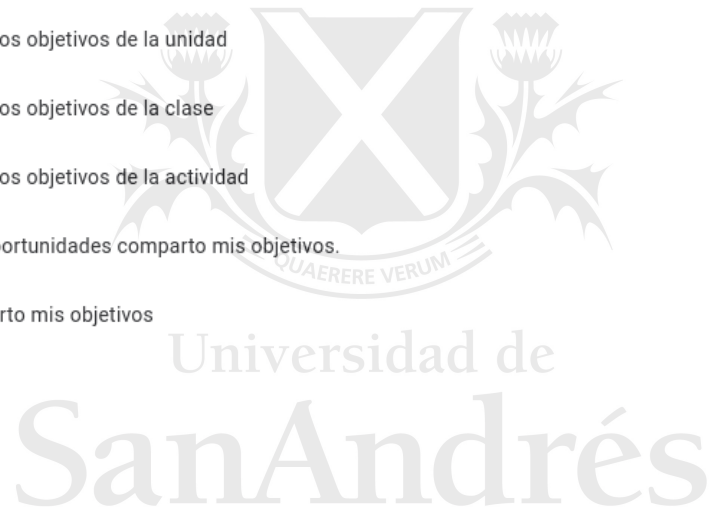 os objetivos de la unidad
os objetivos de la clase
os objetivos de la actividad
ortunidades comparto mis objetivos.
QUAERERE VERUM
rto mis objetivos
Universidad de
SanAndrés